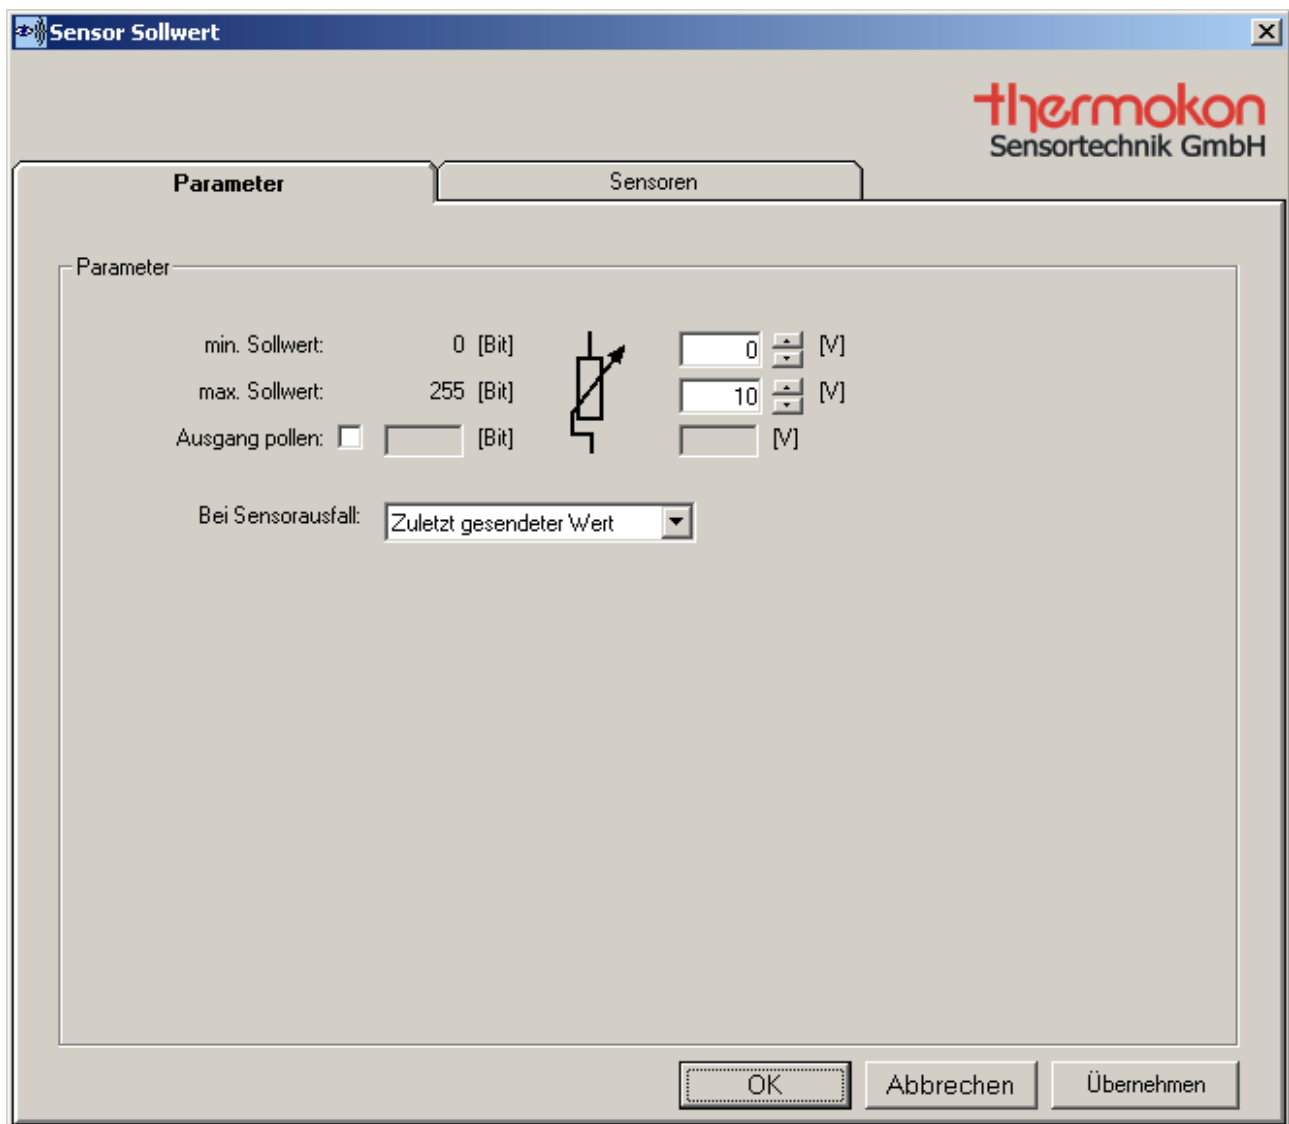 Sensor Sollwert
thermokon
Sensortechnik GmbH
Parameter
Sensoren
Parameter
min. Sollwert: 0 [Bit] 0 [V]
max. Sollwert: 255 [Bit] 10 [V]
Ausgang pollen: [Bit] [V]
Bei Sensorausfall: Zuletzt gesendeter Wert
OK Abbrechen Übernehmen